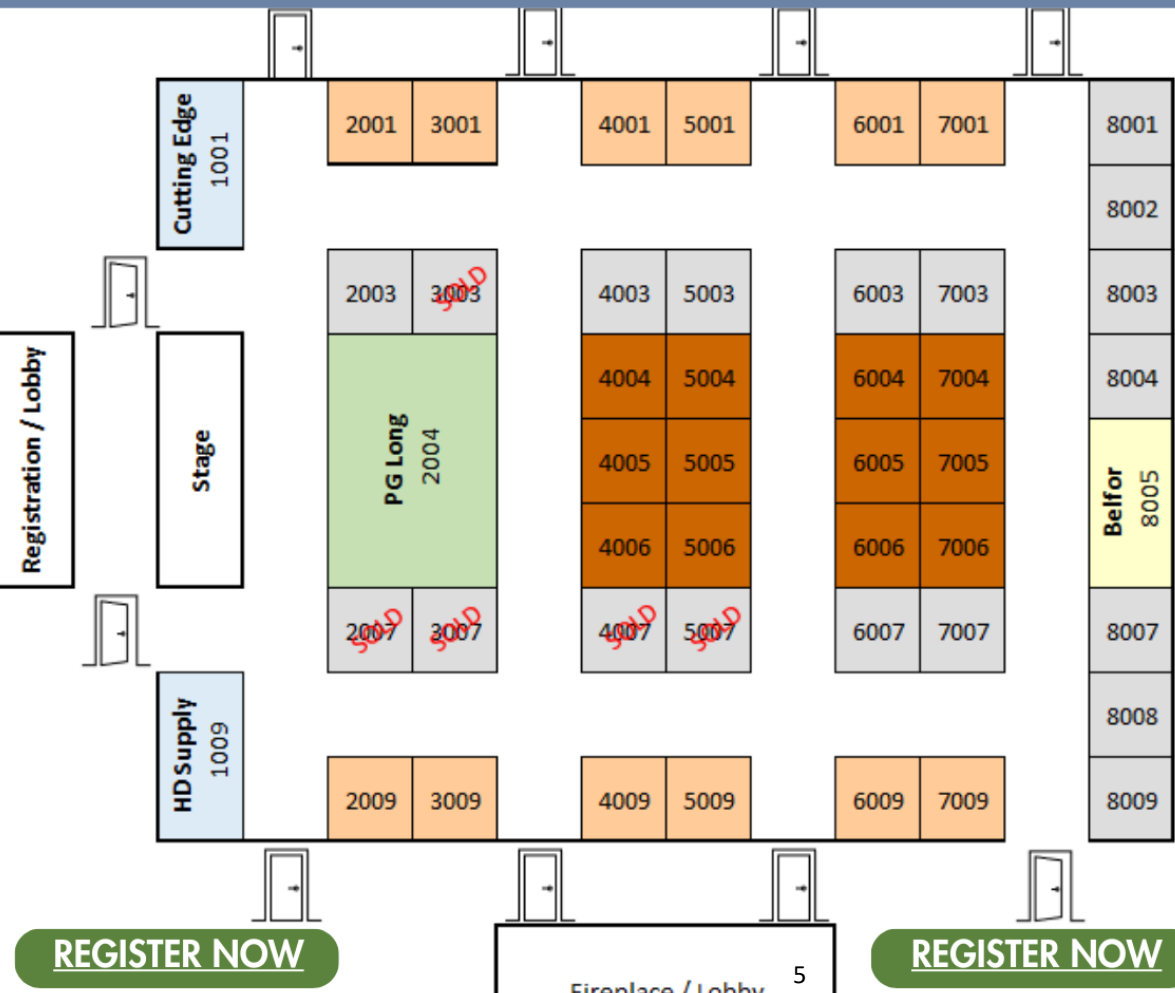 Cutting Edge
1001
2001 3001 4001 5001 6001 7001 8001
8002
2003 3003 SOLD 4003 5003 6003 7003 8003
Registration / Lobby
Stage
PG Long
2004
4004 5004 6004 7004 8004
4005 5005 6005 7005
Belfor
8005
4006 5006 6006 7006
2007 SOLD 3007 SOLD 4007 SOLD 5007 SOLD 6007 7007 8007
HD Supply
1009
8008
2009 3009 4009 5009 6009 7009 8009
REGISTER NOW
REGISTER NOW
5
Fireplace / Lobby